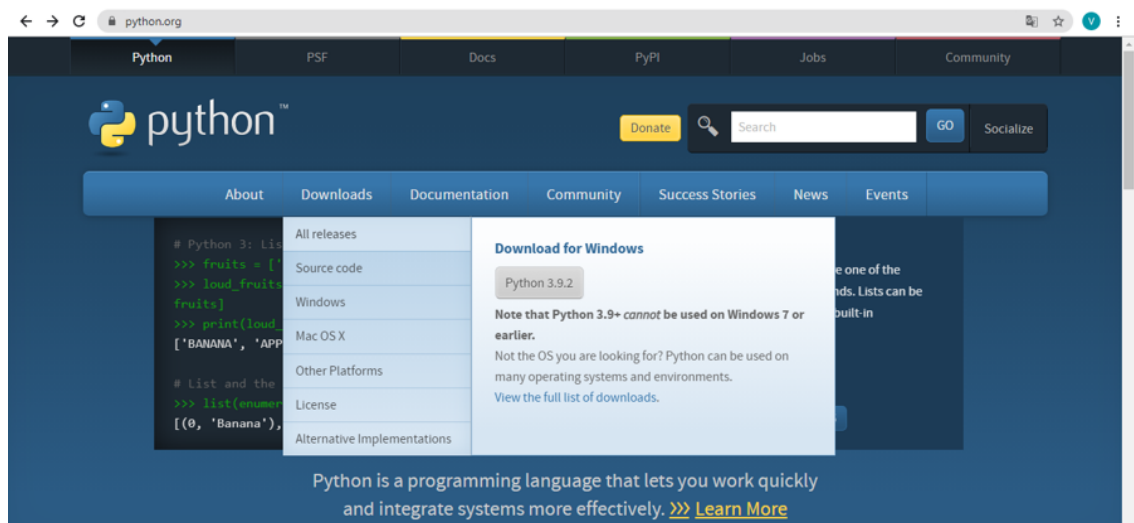 python.org
V
Python PSF Docs PyPI Jobs Community
python™
Donate Search GO Socialize
About Downloads Documentation Community Success Stories News Events
# Python 3: Lis
>>> fruits = ['
>>> loud_fruits
fruits]
>>> print(loud_
['BANANA', 'APP
# List and the
>>> list(enumer
[(0, 'Banana'),
All releases
Source code
Windows
Mac OS X
Other Platforms
License
Alternative Implementations
Download for Windows
Python 3.9.2
Note that Python 3.9+ cannot be used on Windows 7 or
earlier.
Not the OS you are looking for? Python can be used on
many operating systems and environments.
View the full list of downloads.
e one of the
nds. Lists can be
built-in
Python is a programming language that lets you work quickly
and integrate systems more effectively. >>> Learn More